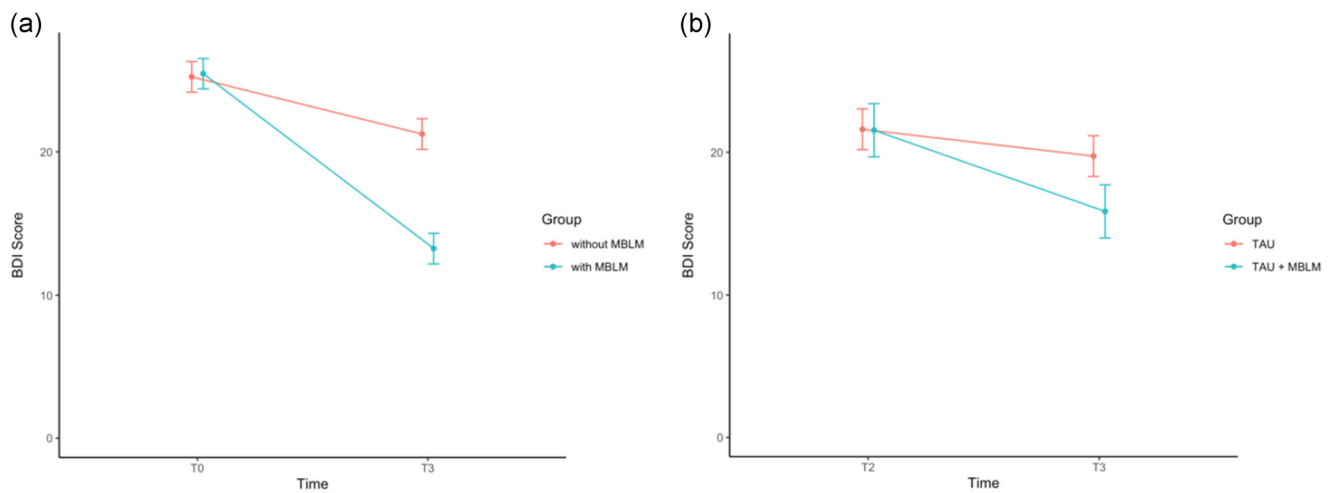 (a)
BDI Score
20
10
0
T0
T3
Time
Group
without MBLM
with MBLM
(b)
BDI Score
20
10
0
T2
T3
Time
Group
TAU
TAU + MBLM